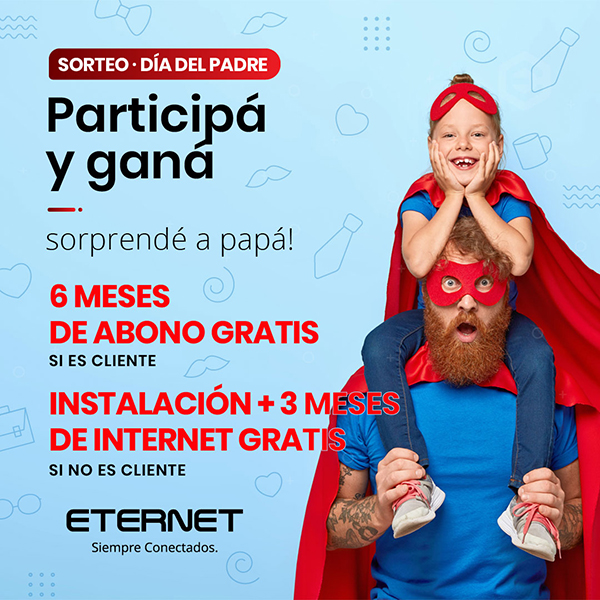 SORTEO · DÍA DEL PADRE
Participá
y ganá
sorprendé a papá!
6 MESES
DE ABONO GRATIS
SI ES CLIENTE
INSTALACIÓN + 3 MESES
DE INTERNET GRATIS
SI NO ES CLIENTE
ETERNET
Siempre Conectados.